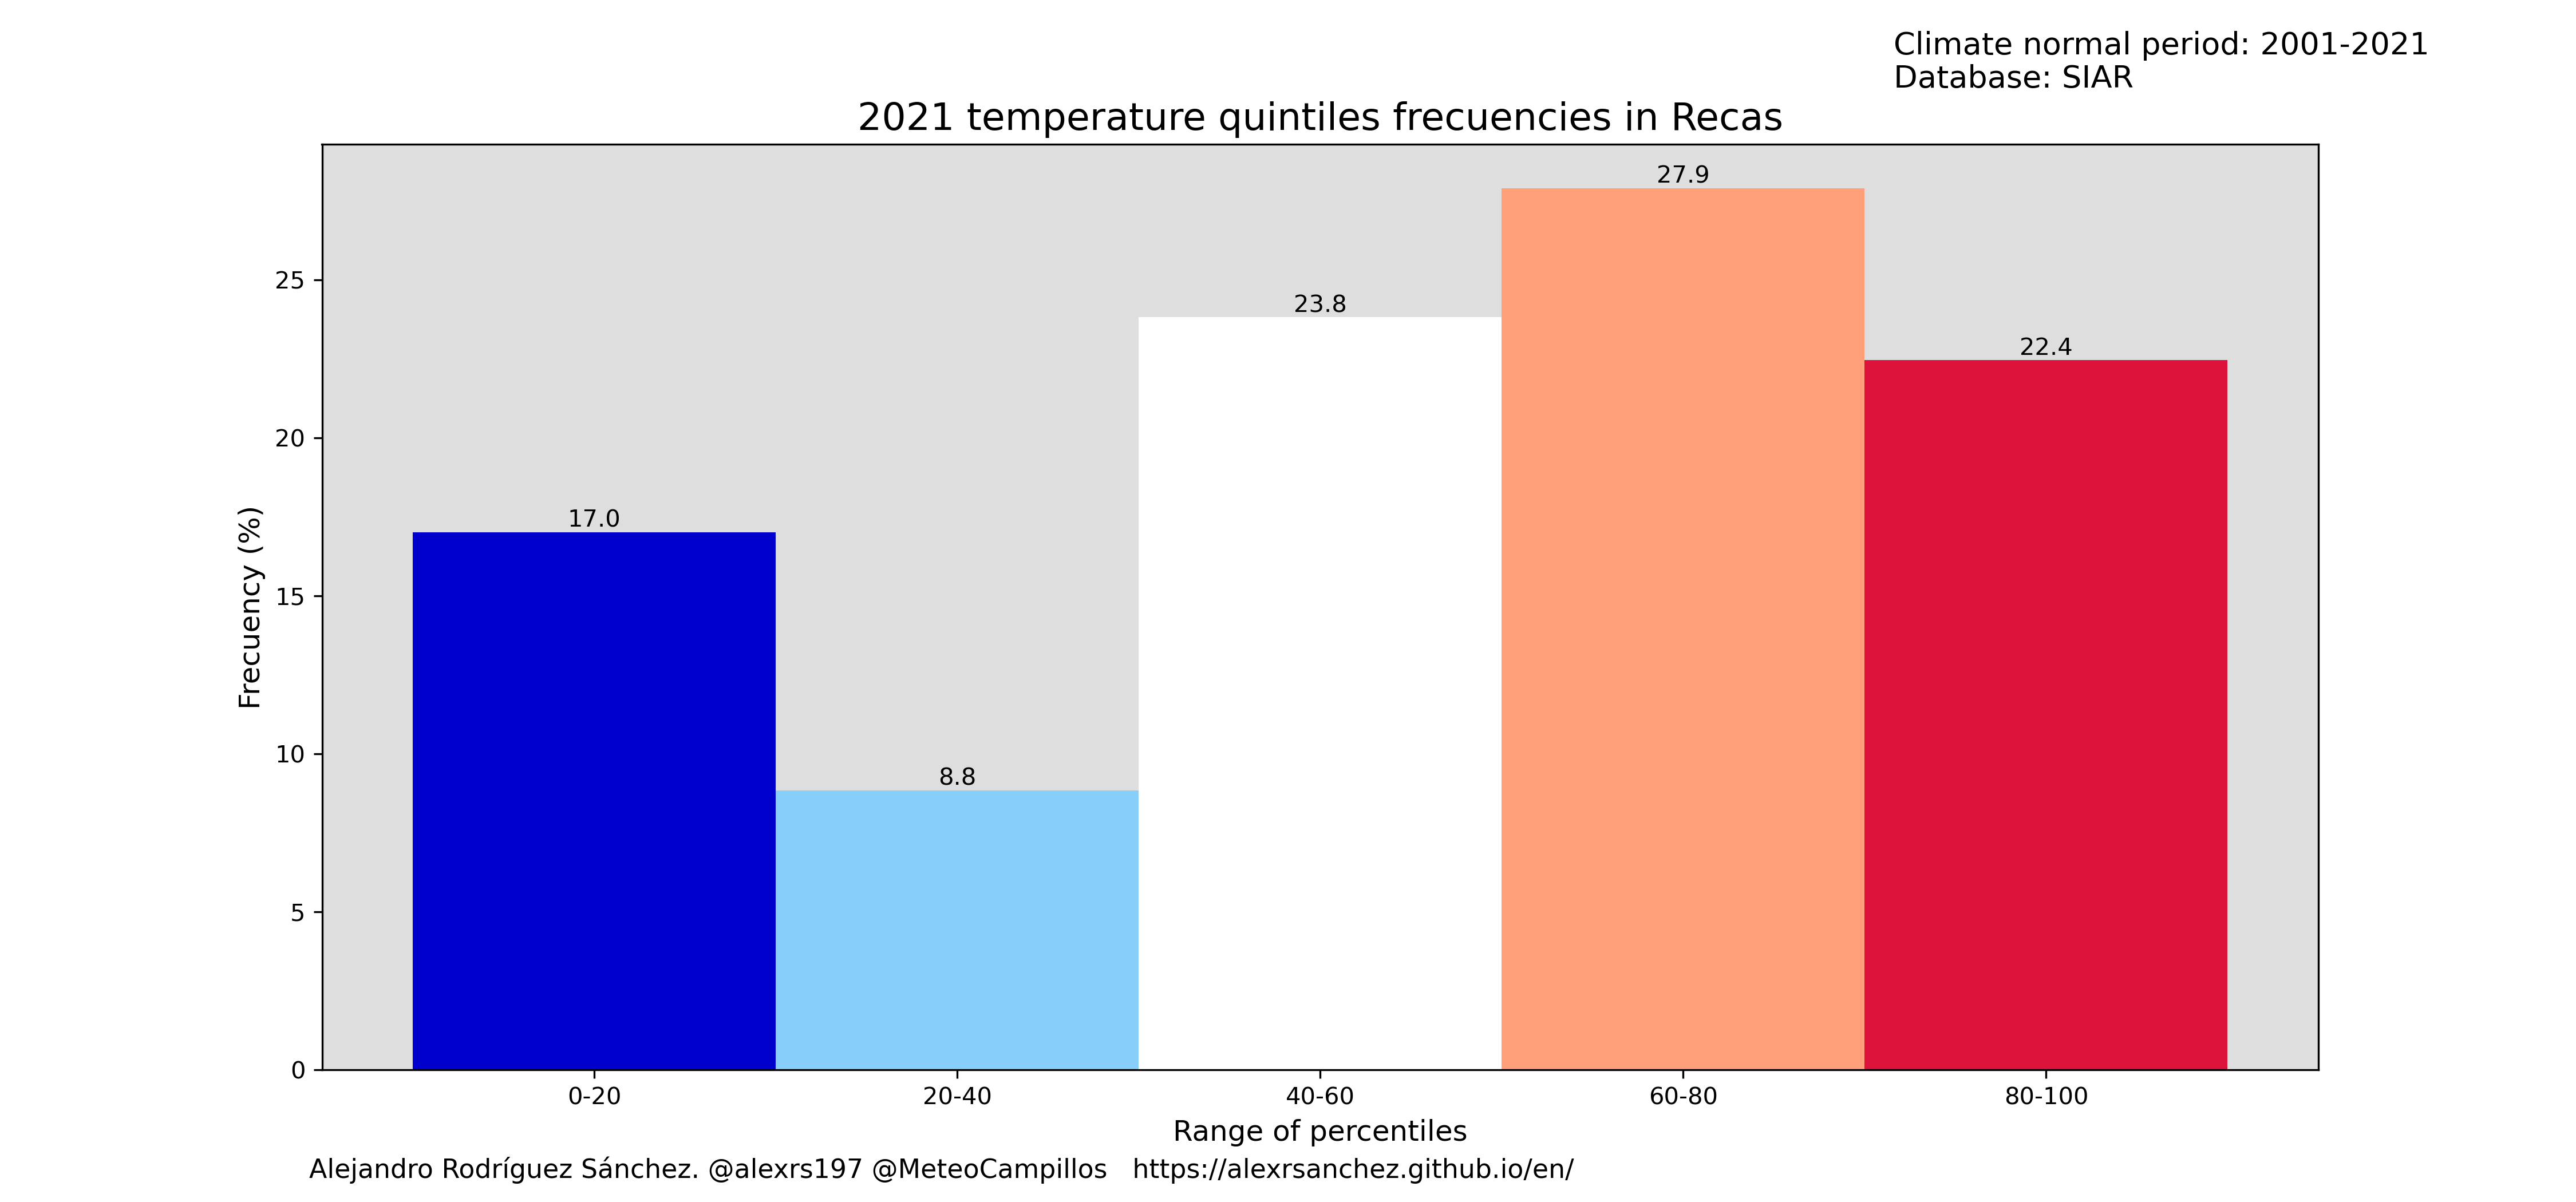 Climate normal period: 2001-2021
Database: SIAR
2021 temperature quintiles frecuencies in Recas
27.9
25
23.8
22.4
20
17.0
Frecuency (%)
15
10
8.8
5
0
0-20 20-40 40-60 60-80 80-100
Range of percentiles
Alejandro Rodríguez Sánchez. @alexrs197 @MeteoCampillos https://alexrsanchez.github.io/en/